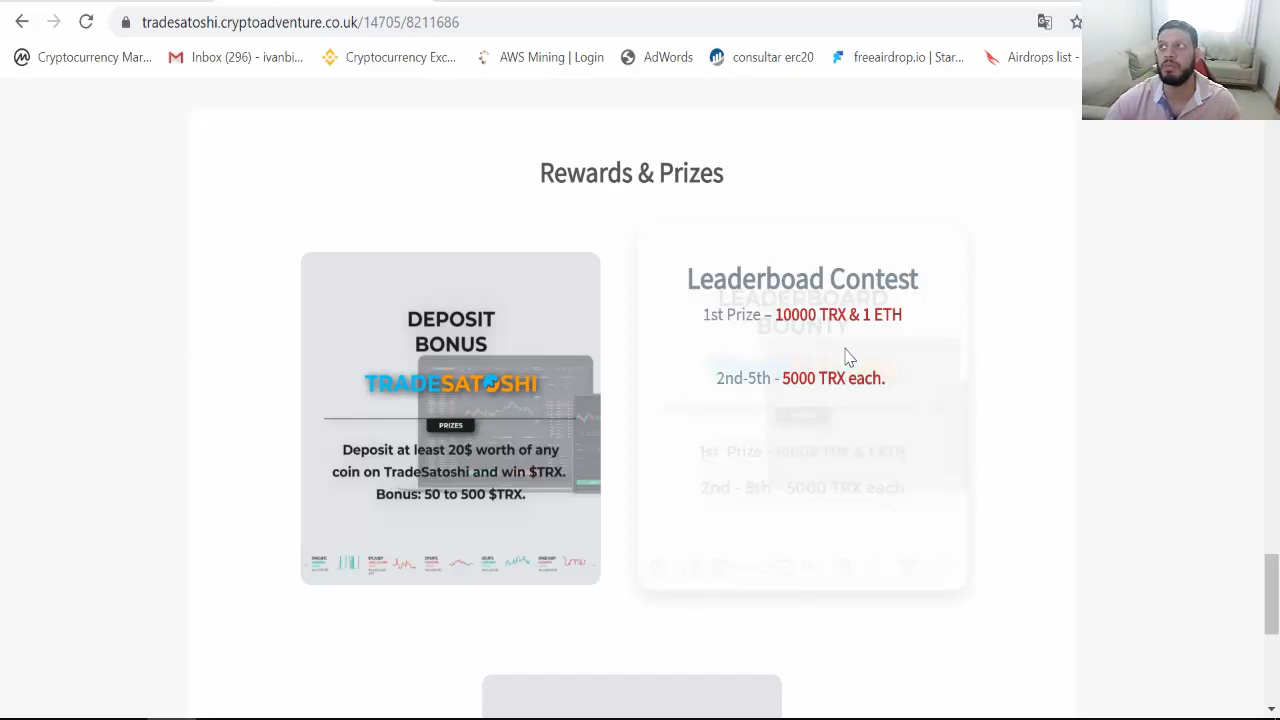 tradesatoshi.cryptoadventure.co.uk/14705/8211686
Cryptocurrency Mar...
Inbox (296) - ivanbi...
Cryptocurrency Exc...
AWS Mining | Login
AdWords
consultar erc20
freeairdrop.io | Star...
Airdrops list -
Rewards & Prizes
DEPOSIT
BONUS
TRADESATOSHI
PRIZES
Deposit at least 20$ worth of any
coin on TradeSatoshi and win $TRX.
Bonus: 50 to 500 $TRX.
Leaderboad Contest
LEADERBOARD
BOUNTY
1st Prize – 10000 TRX & 1 ETH
2nd-5th - 5000 TRX each.
1st Prize - 10000 TRX & 1 ETH
2nd - 5th - 5000 TRX each